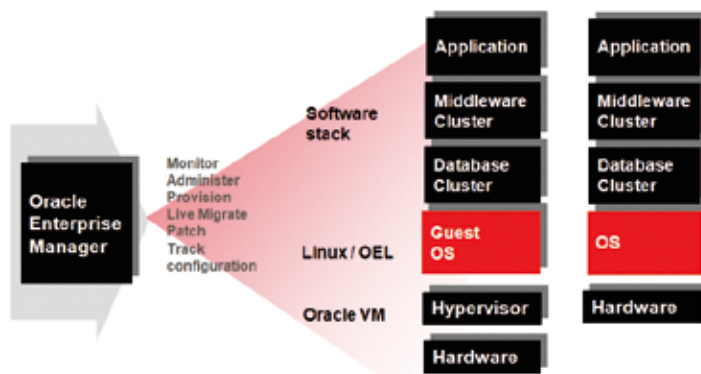 Oracle
Enterprise
Manager
Monitor
Administer
Provision
Live Migrate
Patch
Track
configuration
Software
stack
Linux / OEL
Oracle VM
Application
Middleware
Cluster
Database
Cluster
Guest
OS
Hypervisor
Hardware
Application
Middleware
Cluster
Database
Cluster
OS
Hardware